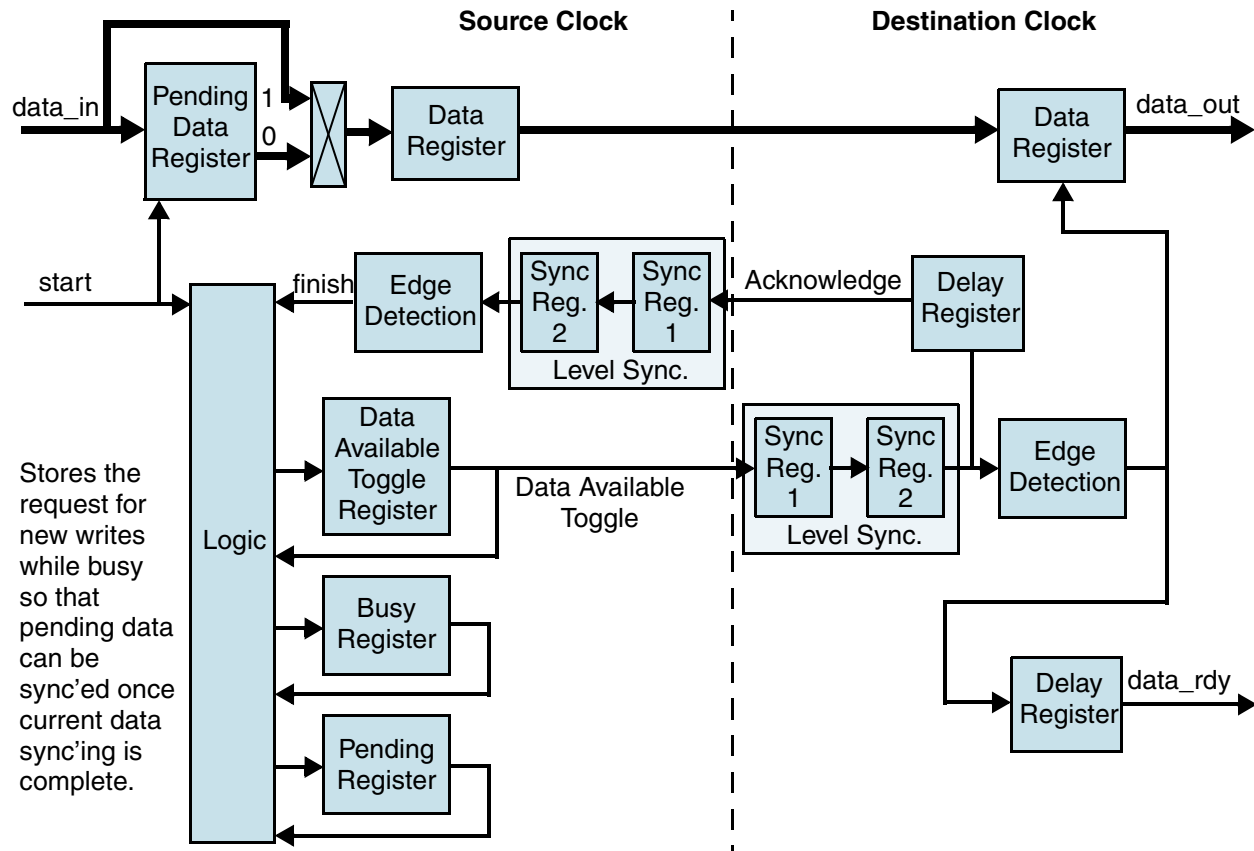 Source Clock
Destination Clock
data_in
Pending
Data
Register
1
0
Data
Register
Data
Register
data_out
start
finish
Edge
Detection
Sync
Reg.
2
Sync
Reg.
1
Level Sync.
Acknowledge
Delay
Register
Logic
Data
Available
Toggle
Register
Data Available
Toggle
Sync
Reg.
1
Sync
Reg.
2
Level Sync.
Edge
Detection
Stores the
request for
new writes
while busy
so that
pending data
can be
sync'ed once
current data
sync'ing is
complete.
Busy
Register
Pending
Register
Delay
Register
data_rdy